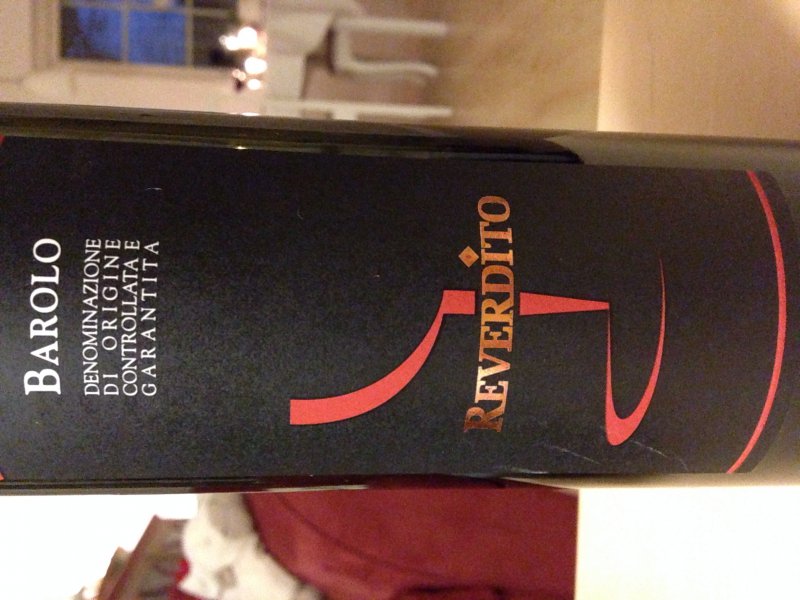 BAROLO
DENOMINAZIONE
DI ORIGINE
CONTROLLATA E
GARANTITA
REVERDITO